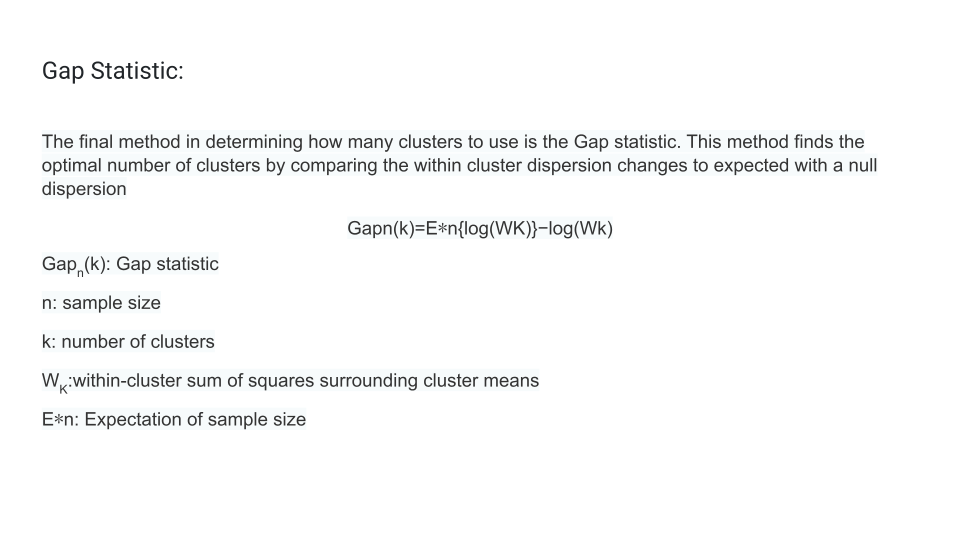 Gap Statistic:
The final method in determining how many clusters to use is the Gap statistic. This method finds the
optimal number of clusters by comparing the within cluster dispersion changes to expected with a null
dispersion
Gapn(k)=E∗n{log(WK)}−log(Wk)
Gapn(k): Gap statistic
n: sample size
k: number of clusters
WK:within-cluster sum of squares surrounding cluster means
E∗n: Expectation of sample size